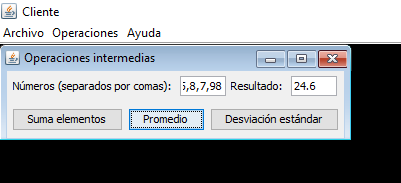 Cliente
Archivo Operaciones Ayuda
Operaciones intermedias
Números (separados por comas): ,8,7,98 Resultado: 24.6
Suma elementos Promedio Desviación estándar